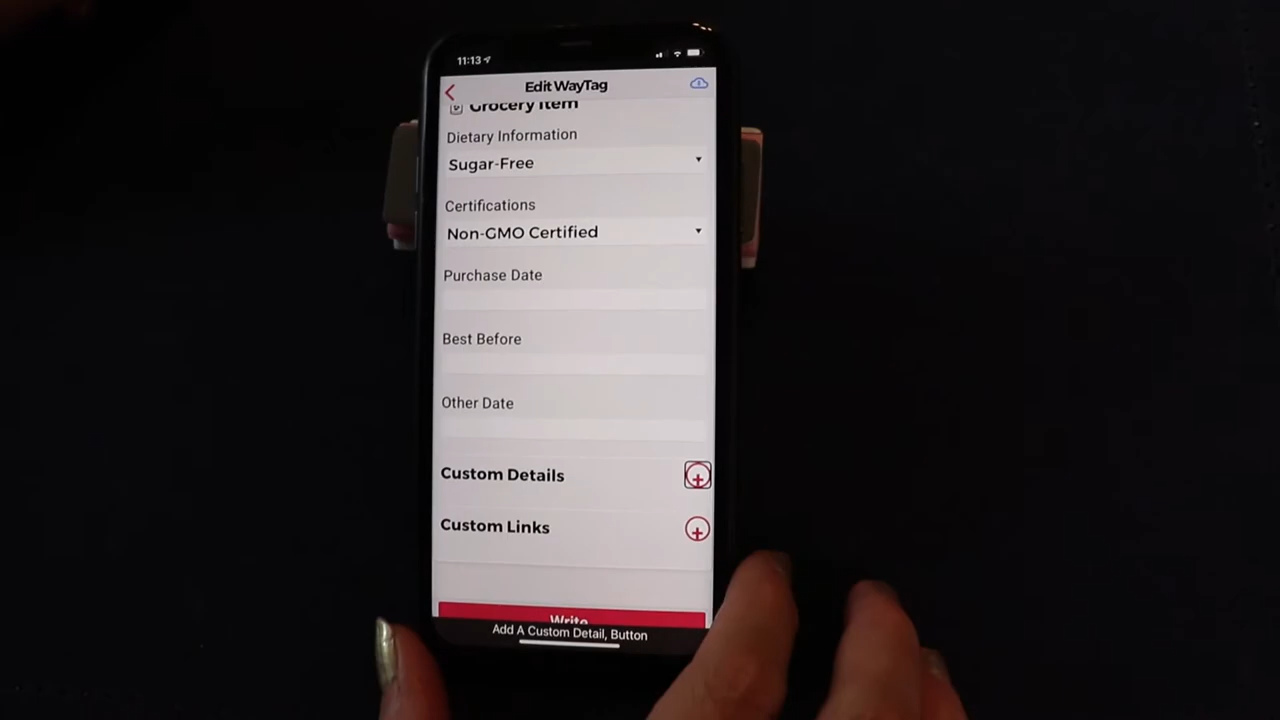 11:13
Edit WayTag
Grocery Item
Dietary Information
Sugar-Free
Certifications
Non-GMO Certified
Purchase Date
Best Before
Other Date
Custom Details
Custom Links
Write
Add A Custom Detail, Button